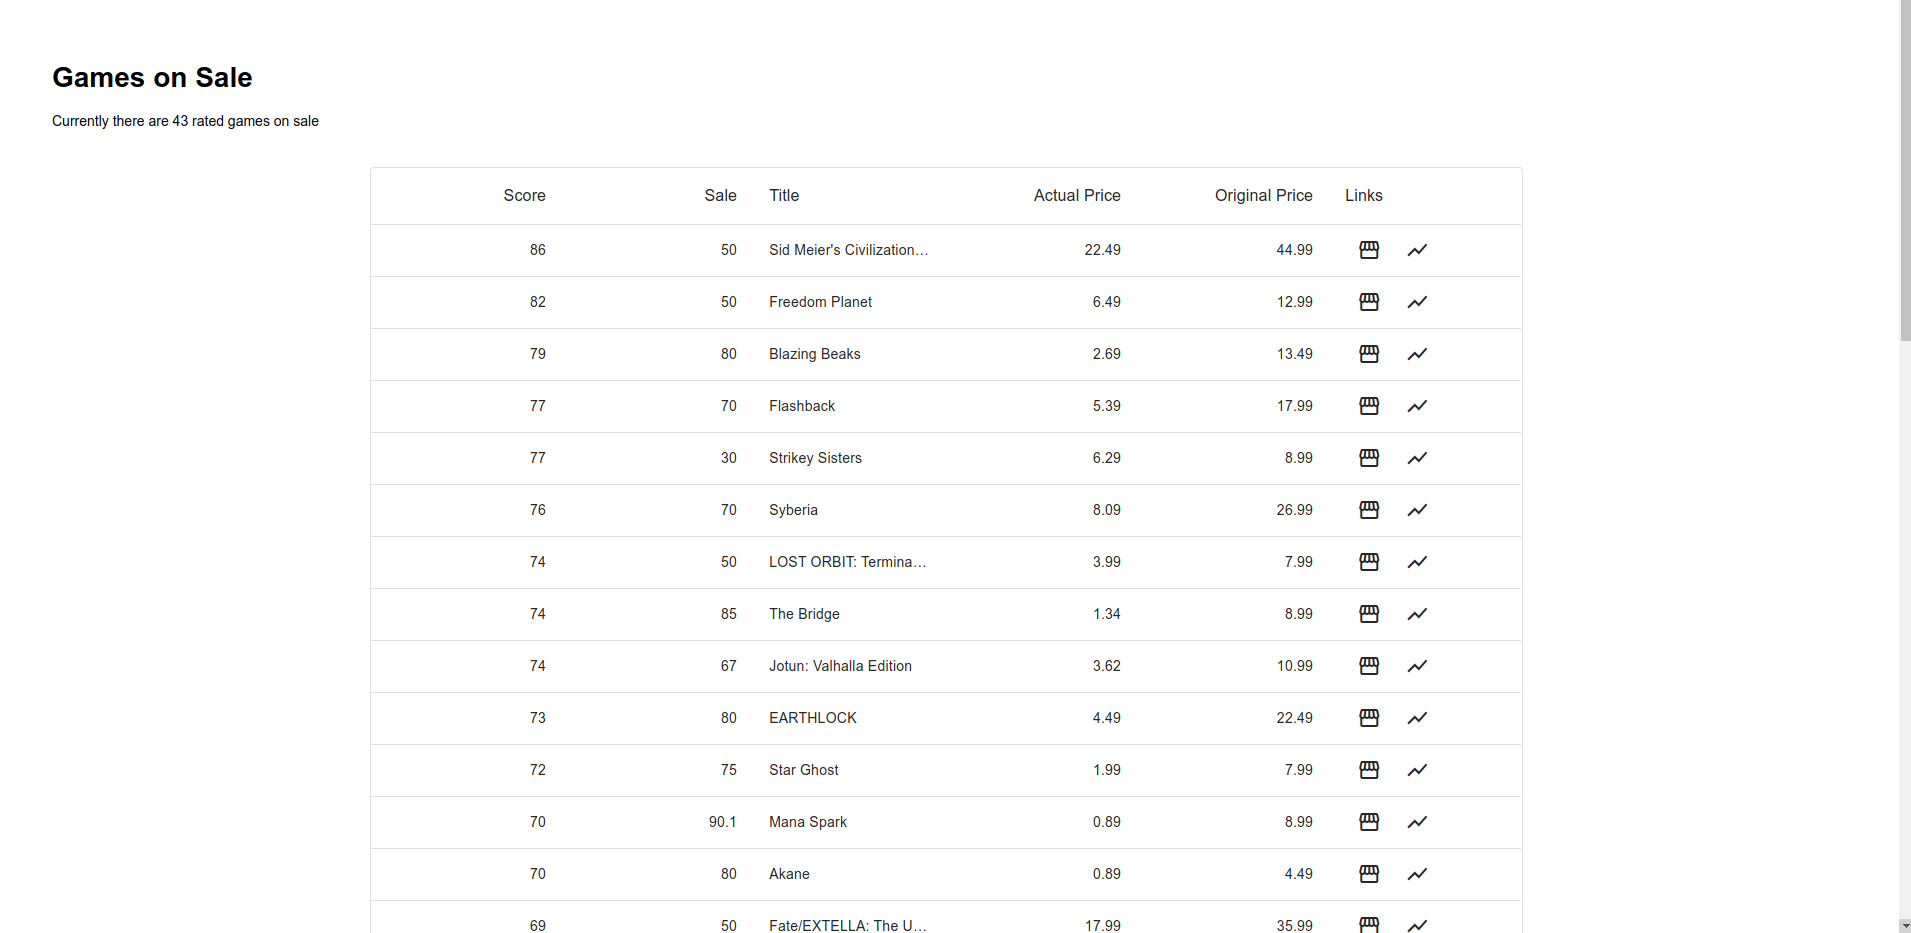 Games on Sale
Currently there are 43 rated games on sale
Score Sale Title Actual Price Original Price Links
86 50 Sid Meier's Civilization… 22.49 44.99
82 50 Freedom Planet 6.49 12.99
79 80 Blazing Beaks 2.69 13.49
77 70 Flashback 5.39 17.99
77 30 Strikey Sisters 6.29 8.99
76 70 Syberia 8.09 26.99
74 50 LOST ORBIT: Termina… 3.99 7.99
74 85 The Bridge 1.34 8.99
74 67 Jotun: Valhalla Edition 3.62 10.99
73 80 EARTHLOCK 4.49 22.49
72 75 Star Ghost 1.99 7.99
70 90.1 Mana Spark 0.89 8.99
70 80 Akane 0.89 4.49
69 50 Fate/EXTELLA: The U… 17.99 35.99